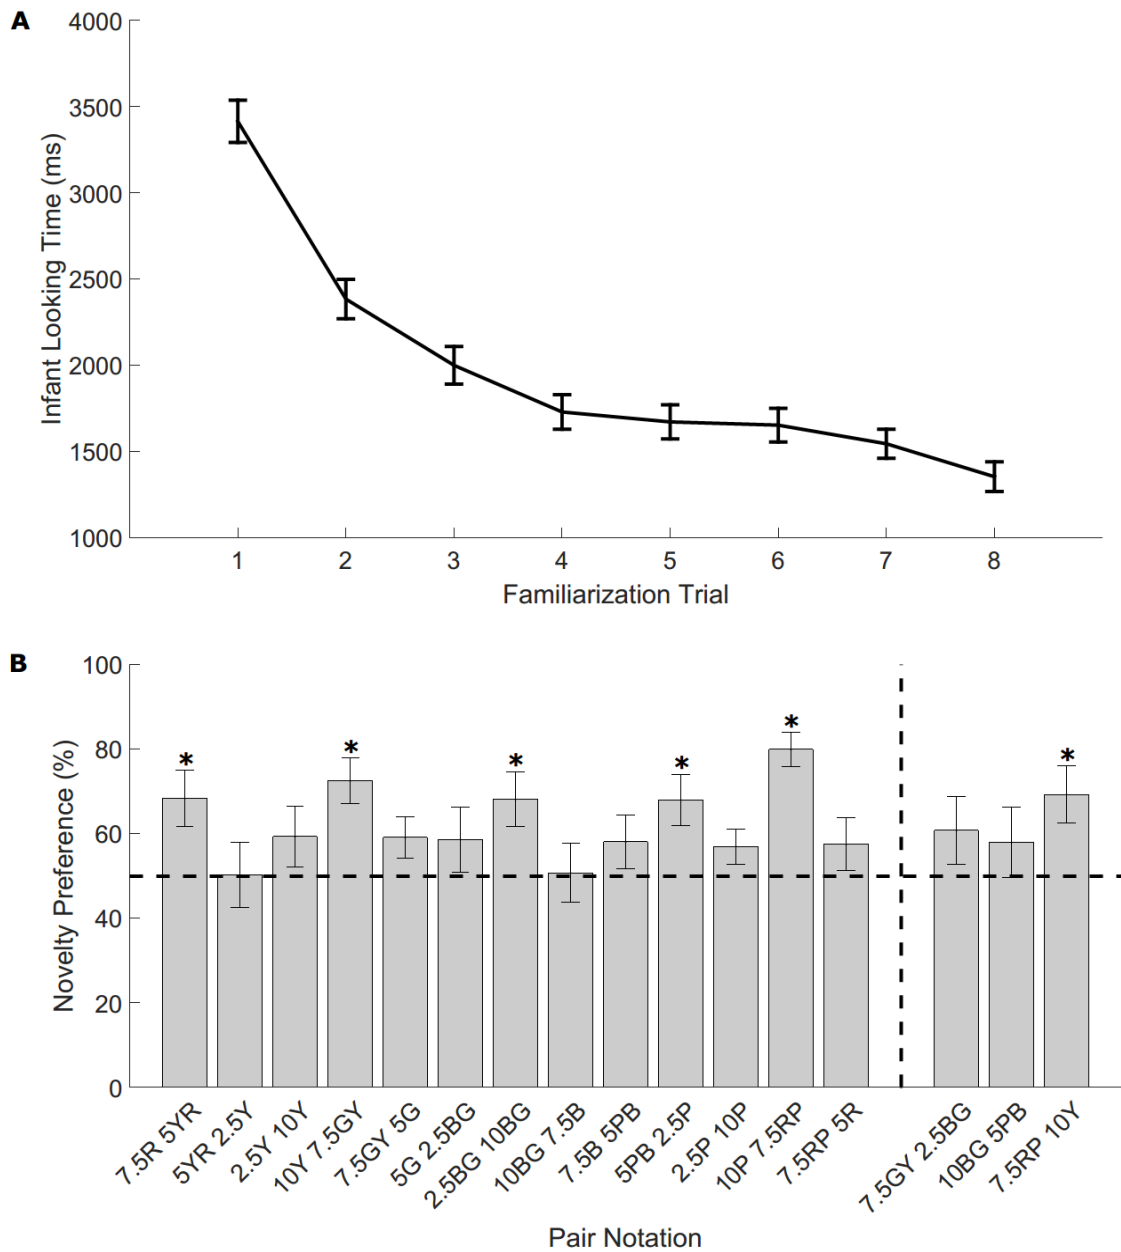 A
4000
3500
3000
2500
2000
1500
1000
Infant Looking Time (ms)
1 2 3 4 5 6 7 8
Familiarization Trial
B
100
80
60
40
20
0
Novelty Preference (%)
* * * * * *
7.5R 5YR
5YR 2.5Y
2.5Y 10Y
10Y 7.5GY
7.5GY 5G
5G 2.5BG
2.5BG 10BG
10BG 7.5B
7.5B 5PB
5PB 2.5P
2.5P 10P
10P 7.5RP
7.5RP 5R
7.5GY 2.5BG
10BG 5PB
7.5RP 10Y
Pair Notation